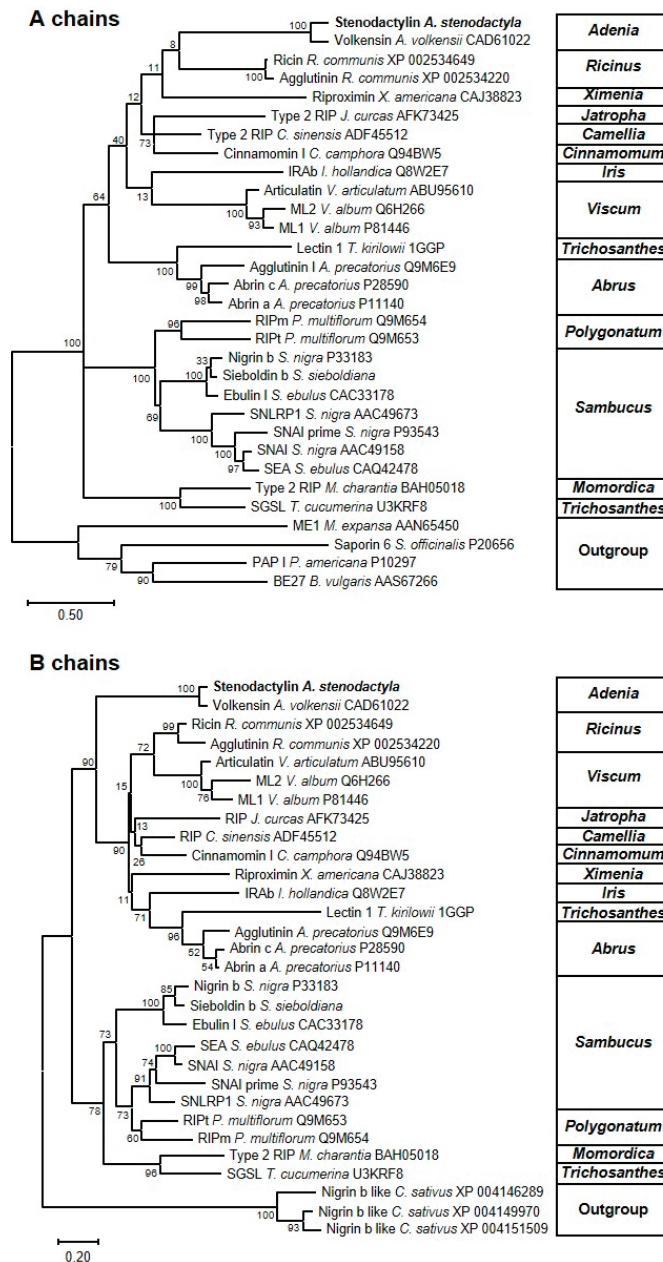 A chains
100 Stenodactylin A. stenodactyla
Volkensin A. volkensii CAD61022
Adenia
8
Ricin R. communis XP 002534649
100 Agglutinin R. communis XP 002534220
Ricinus
11
Riproximin X. americana CAJ38823
Ximenia
12
Type 2 RIP J. curcas AFK73425
Jatropha
Type 2 RIP C. sinensis ADF45512
Camellia
73
Cinnamomin I C. camphora Q94BW5
Cinnamomum
40
IRAb I. hollandica Q8W2E7
Iris
13
Articulatin V. articulatum ABU95610
100
ML2 V. album Q6H266
93 ML1 V. album P81446
Viscum
64
Lectin 1 T. kirilowii 1GGP
Trichosanthes
100
Agglutinin I A. precatorius Q9M6E9
99
Abrin c A. precatorius P28590
98 Abrin a A. precatorius P11140
Abrus
100
96 RIPm P. multiflorum Q9M654
RIPt P. multiflorum Q9M653
Polygonatum
100
33 Nigrin b S. nigra P33183
100 Sieboldin b S. sieboldiana
Ebulin I S. ebulus CAC33178
69
SNLRP1 S. nigra AAC49673
100
SNAI prime S. nigra P93543
100
SNAI S. nigra AAC49158
97 SEA S. ebulus CAQ42478
Sambucus
Type 2 RIP M. charantia BAH05018
Momordica
100 SGSL T. cucumerina U3KRF8
Trichosanthes
ME1 M. expansa AAN65450
Saporin 6 S. officinalis P20656
79
PAP I P. americana P10297
90 BE27 B. vulgaris AAS67266
Outgroup
0.50
B chains
100 Stenodactylin A. stenodactyla
Volkensin A. volkensii CAD61022
Adenia
90
99 Ricin R. communis XP 002534649
Agglutinin R. communis XP 002534220
Ricinus
72
Articulatin V. articulatum ABU95610
100
ML2 V. album Q6H266
76 ML1 V. album P81446
Viscum
15
RIP J. curcas AFK73425
Jatropha
13
RIP C. sinensis ADF45512
Camellia
26
Cinnamomin I C. camphora Q94BW5
Cinnamomum
90
Riproximin X. americana CAJ38823
Ximenia
11
IRAb I. hollandica Q8W2E7
Iris
71
Lectin 1 T. kirilowii 1GGP
Trichosanthes
96
Agglutinin A. precatorius Q9M6E9
52
Abrin c A. precatorius P28590
54 Abrin a A. precatorius P11140
Abrus
85 Nigrin b S. nigra P33183
100 Sieboldin b S. sieboldiana
Ebulin I S. ebulus CAC33178
73
100 SEA S. ebulus CAQ42478
74
SNAI S. nigra AAC49158
91
SNAI prime S. nigra P93543
SNLRP1 S. nigra AAC49673
Sambucus
78
73
RIPt P. multiflorum Q9M653
60 RIPm P. multiflorum Q9M654
Polygonatum
Type 2 RIP M. charantia BAH05018
Momordica
96 SGSL T. cucumerina U3KRF8
Trichosanthes
Nigrin b like C. sativus XP 004146289
100
Nigrin b like C. sativus XP 004149970
93 Nigrin b like C. sativus XP 004151509
Outgroup
0.20